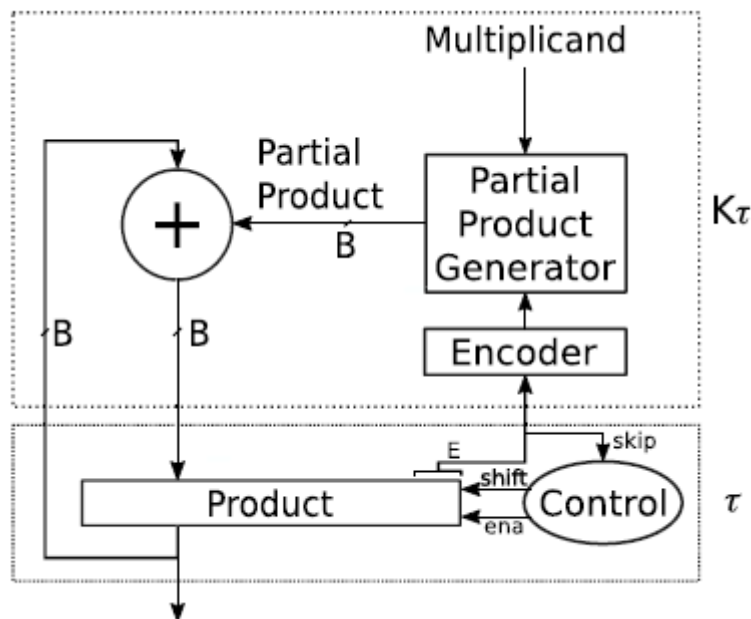 Multiplicand
Partial
Product
B
Partial
Product
Generator
Kτ
B
B
Encoder
E
skip
shift
Product
Control
ena
τ